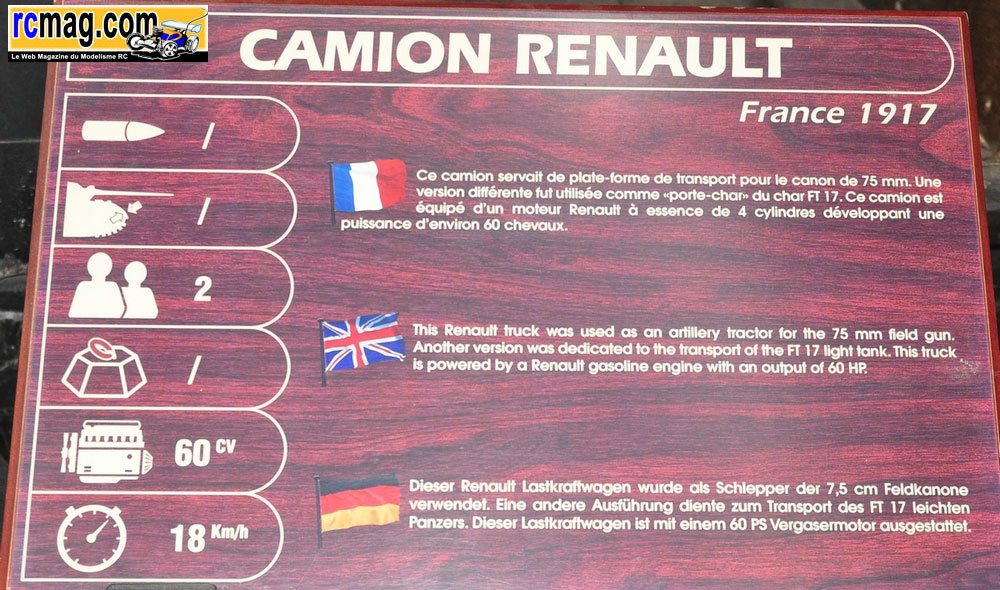 rcmag.com
Le Web Magazine du Modelisme RC
CAMION RENAULT
France 1917
/
/
2
/
60 CV
18 Km/h
Ce camion servait de plate-forme de transport pour le canon de 75 mm. Une
version différente fut utilisée comme «porte-char» du char FT 17. Ce camion est
équipé d'un moteur Renault à essence de 4 cylindres développant une
puissance d'environ 60 chevaux.
This Renault truck was used as an artillery tractor for the 75 mm field gun.
Another version was dedicated to the transport of the FT 17 light tank. This truck
is powered by a Renault gasoline engine with an output of 60 HP.
Dieser Renault Lastkraftwagen wurde als Schlepper der 7,5 cm Feldkanone
verwendet. Eine andere Ausführung diente zum Transport des FT 17 leichten
Panzers. Dieser Lastkraftwagen ist mit einem 60 PS Vergasermotor ausgestattet.